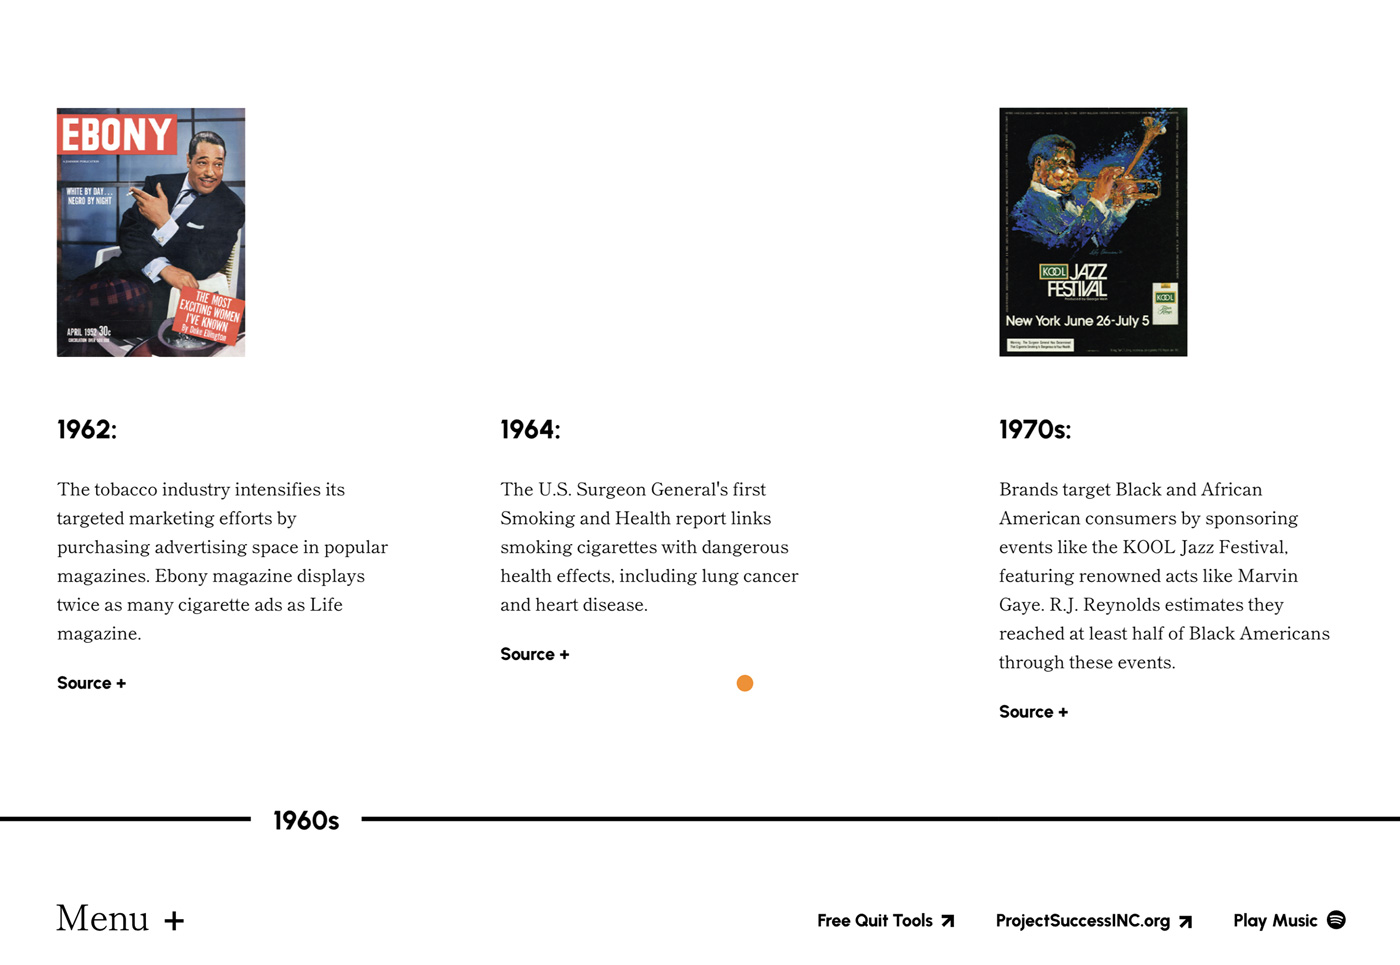 EBONY
WHITE BY DAY...
NEGRO BY NIGHT
THE MOST
EXCITING WOMEN
I'VE KNOWN
By Duke Ellington
APRIL 1952 30c
KOOL JAZZ
FESTIVAL
KOOL
New York June 26-July 5
1962:
The tobacco industry intensifies its
targeted marketing efforts by
purchasing advertising space in popular
magazines. Ebony magazine displays
twice as many cigarette ads as Life
magazine.
Source +
1964:
The U.S. Surgeon General's first
Smoking and Health report links
smoking cigarettes with dangerous
health effects, including lung cancer
and heart disease.
Source +
1970s:
Brands target Black and African
American consumers by sponsoring
events like the KOOL Jazz Festival,
featuring renowned acts like Marvin
Gaye. R.J. Reynolds estimates they
reached at least half of Black Americans
through these events.
Source +
1960s
Menu +
Free Quit Tools
ProjectSuccessINC.org
Play Music